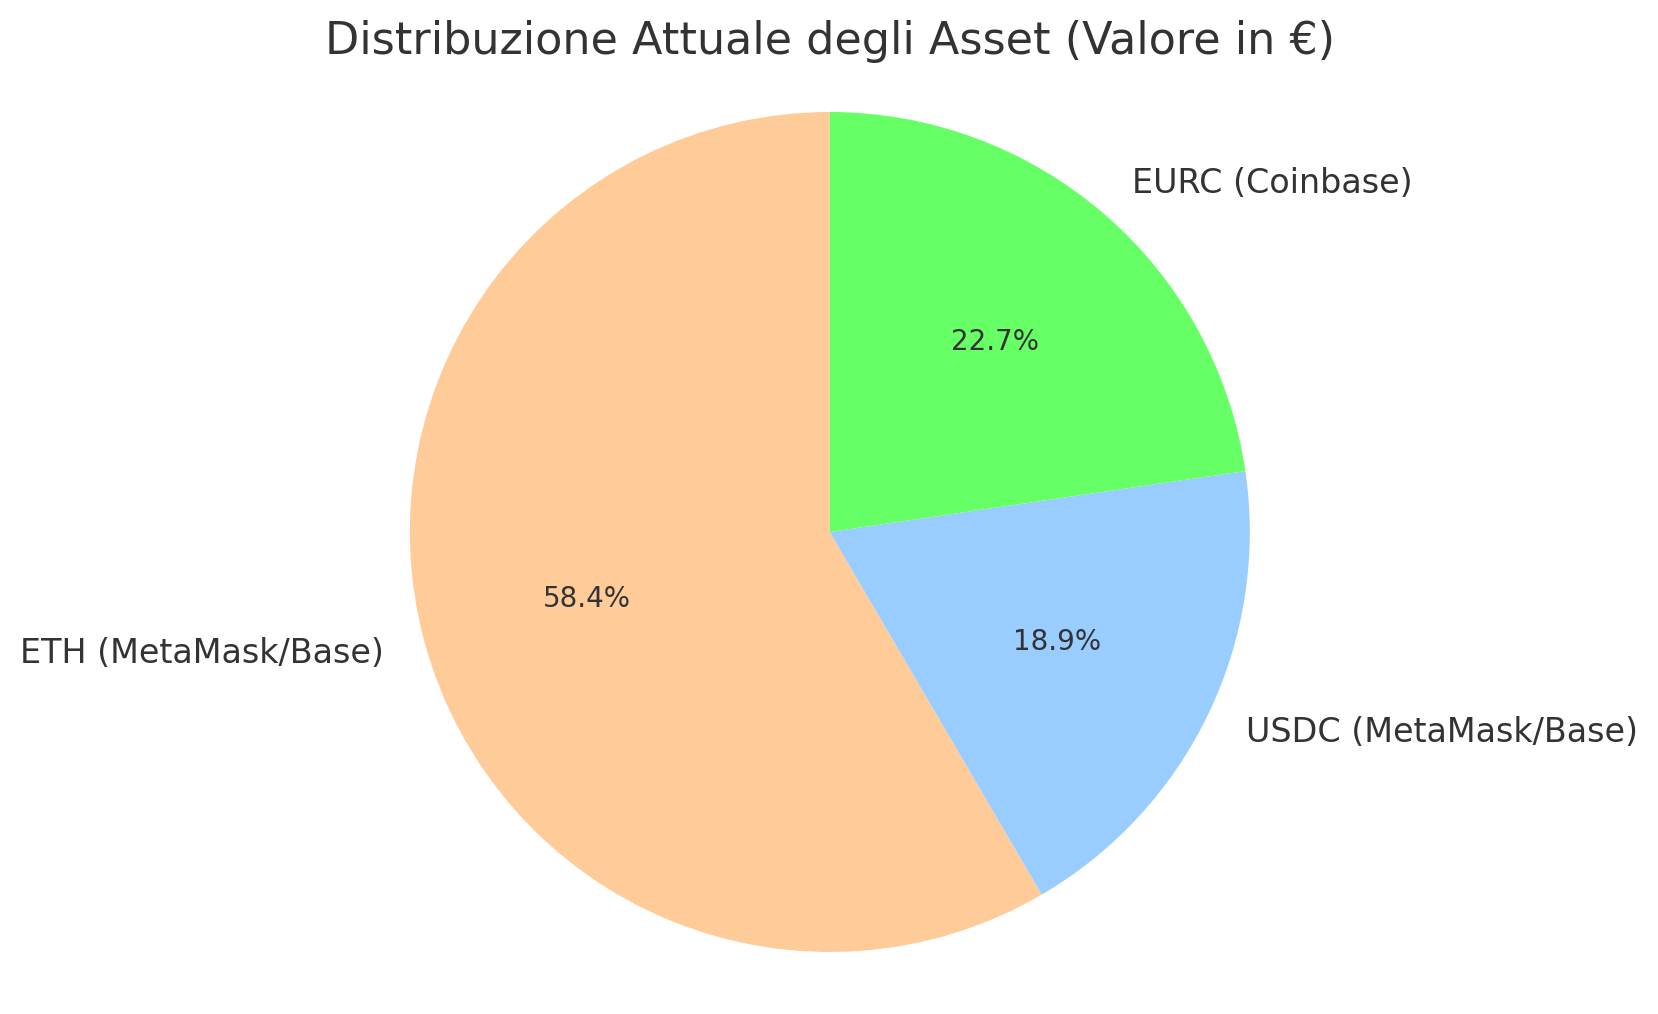 Distribuzione Attuale degli Asset (Valore in €)
EURC (Coinbase)
22.7%
58.4%
18.9%
ETH (MetaMask/Base)
USDC (MetaMask/Base)